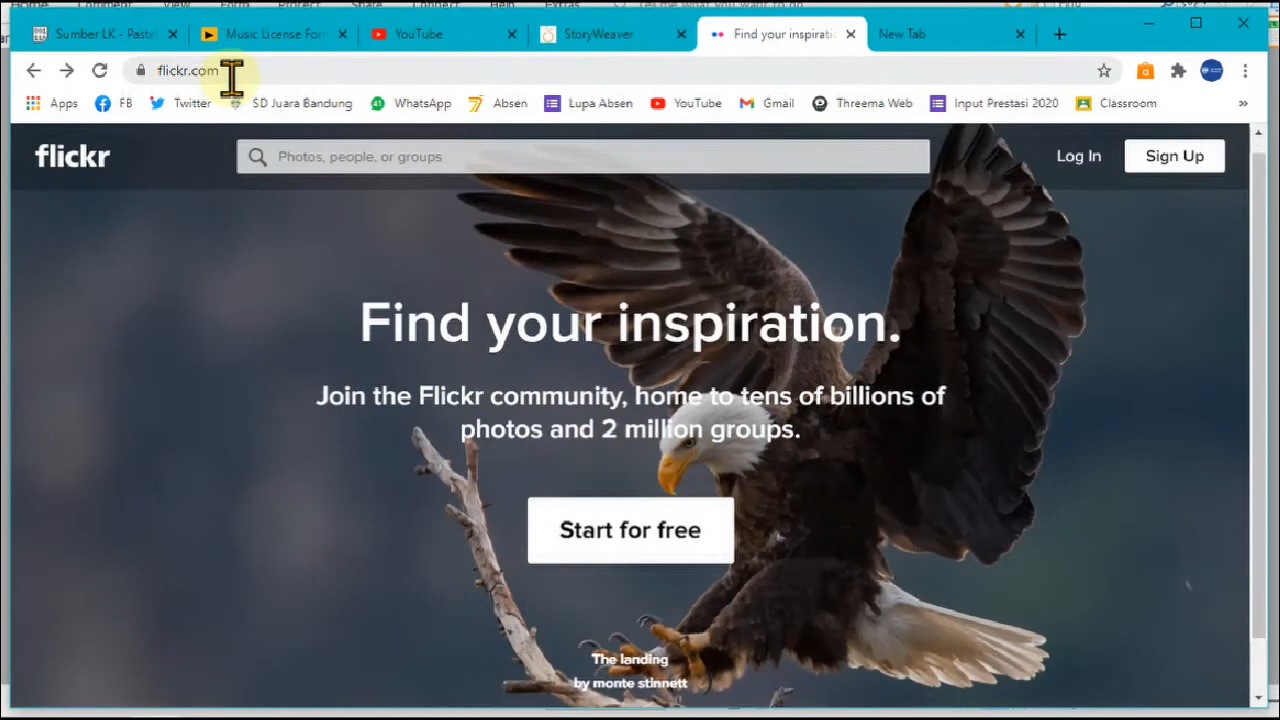 Sumber LK - Pastel
Music License For
YouTube
StoryWeaver
Find your inspirati
New Tab
flickr.com
Apps
FB
Twitter
SD Juara Bandung
WhatsApp
Absen
Lupa Absen
YouTube
Gmail
Threema Web
Input Prestasi 2020
Classroom
flickr
Photos, people, or groups
Log In
Sign Up
Find your inspiration.
Join the Flickr community, home to tens of billions of
photos and 2 million groups.
Start for free
The landing
by monte stinnett